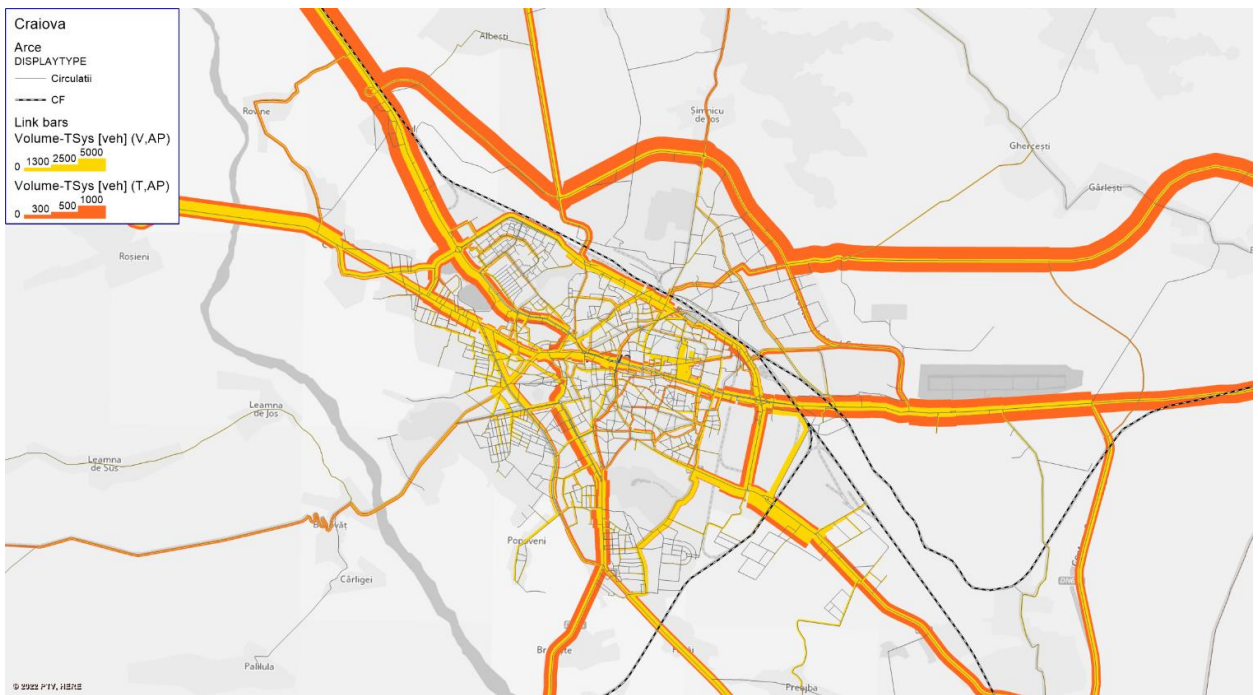 Craiova
Arce
DISPLAYTYPE
Circulatii
CF
Link bars
Volume-TSys [veh] (V,AP)
0 1300 2500 5000
Volume-TSys [veh] (T,AP)
0 300 500 1000
Albești
Rovine
Șimnicu
de Jos
Ghercești
Gârlești
Rosieni
Leamna
de Jos
Leamna
de Sus
Cârligei
Popoveni
Palilula
Preajba
© 2022 PTV, HERE